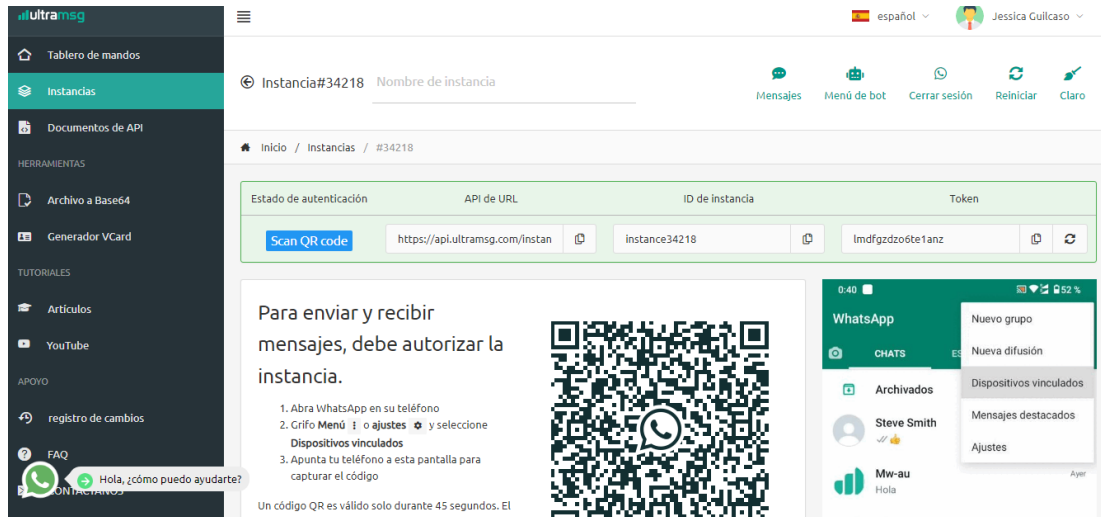 ultramsg
español
Jessica Guilcaso
Tablero de mandos
Instancias
Documentos de API
HERRAMIENTAS
Archivo a Base64
Generador VCard
TUTORIALES
Artículos
YouTube
APOYO
registro de cambios
FAQ
Hola, ¿cómo puedo ayudarte?
CONTÁCTANOS
Instancia#34218 Nombre de instancia
Mensajes Menú de bot Cerrar sesión Reiniciar Claro
Inicio / Instancias / #34218
Estado de autenticación API de URL ID de instancia Token
Scan QR code https://api.ultramsg.com/instan instance34218 lmdfgzdzo6te1anz
Para enviar y recibir
mensajes, debe autorizar la
instancia.
1. Abra WhatsApp en su teléfono
2. Grifo Menú o ajustes y seleccione
Dispositivos vinculados
3. Apunta tu teléfono a esta pantalla para
capturar el código
Un código QR es válido solo durante 45 segundos. El
0:40 52 %
WhatsApp
CHATS ES
Archivados
Steve Smith
Mw-au Ayer
Hola
Nuevo grupo
Nueva difusión
Dispositivos vinculados
Mensajes destacados
Ajustes